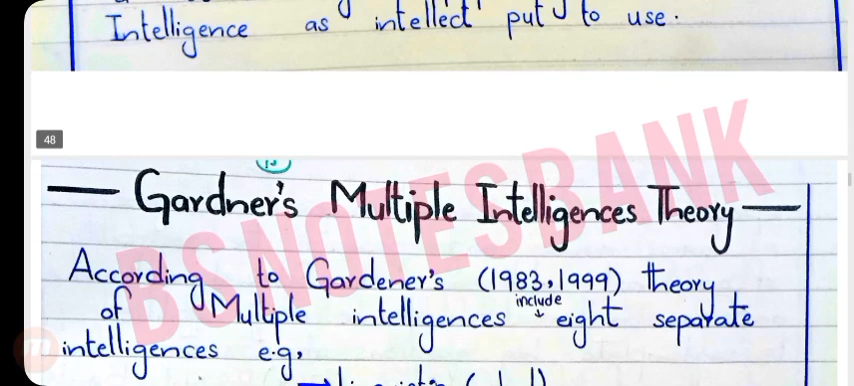 Intelligence as intellect put to use.
48
Gardner's Multiple Intelligences Theory
According to Gardener's (1983,1999) theory
of Multiple intelligences include eight separate
intelligences e.g,
BSNOTESBANK